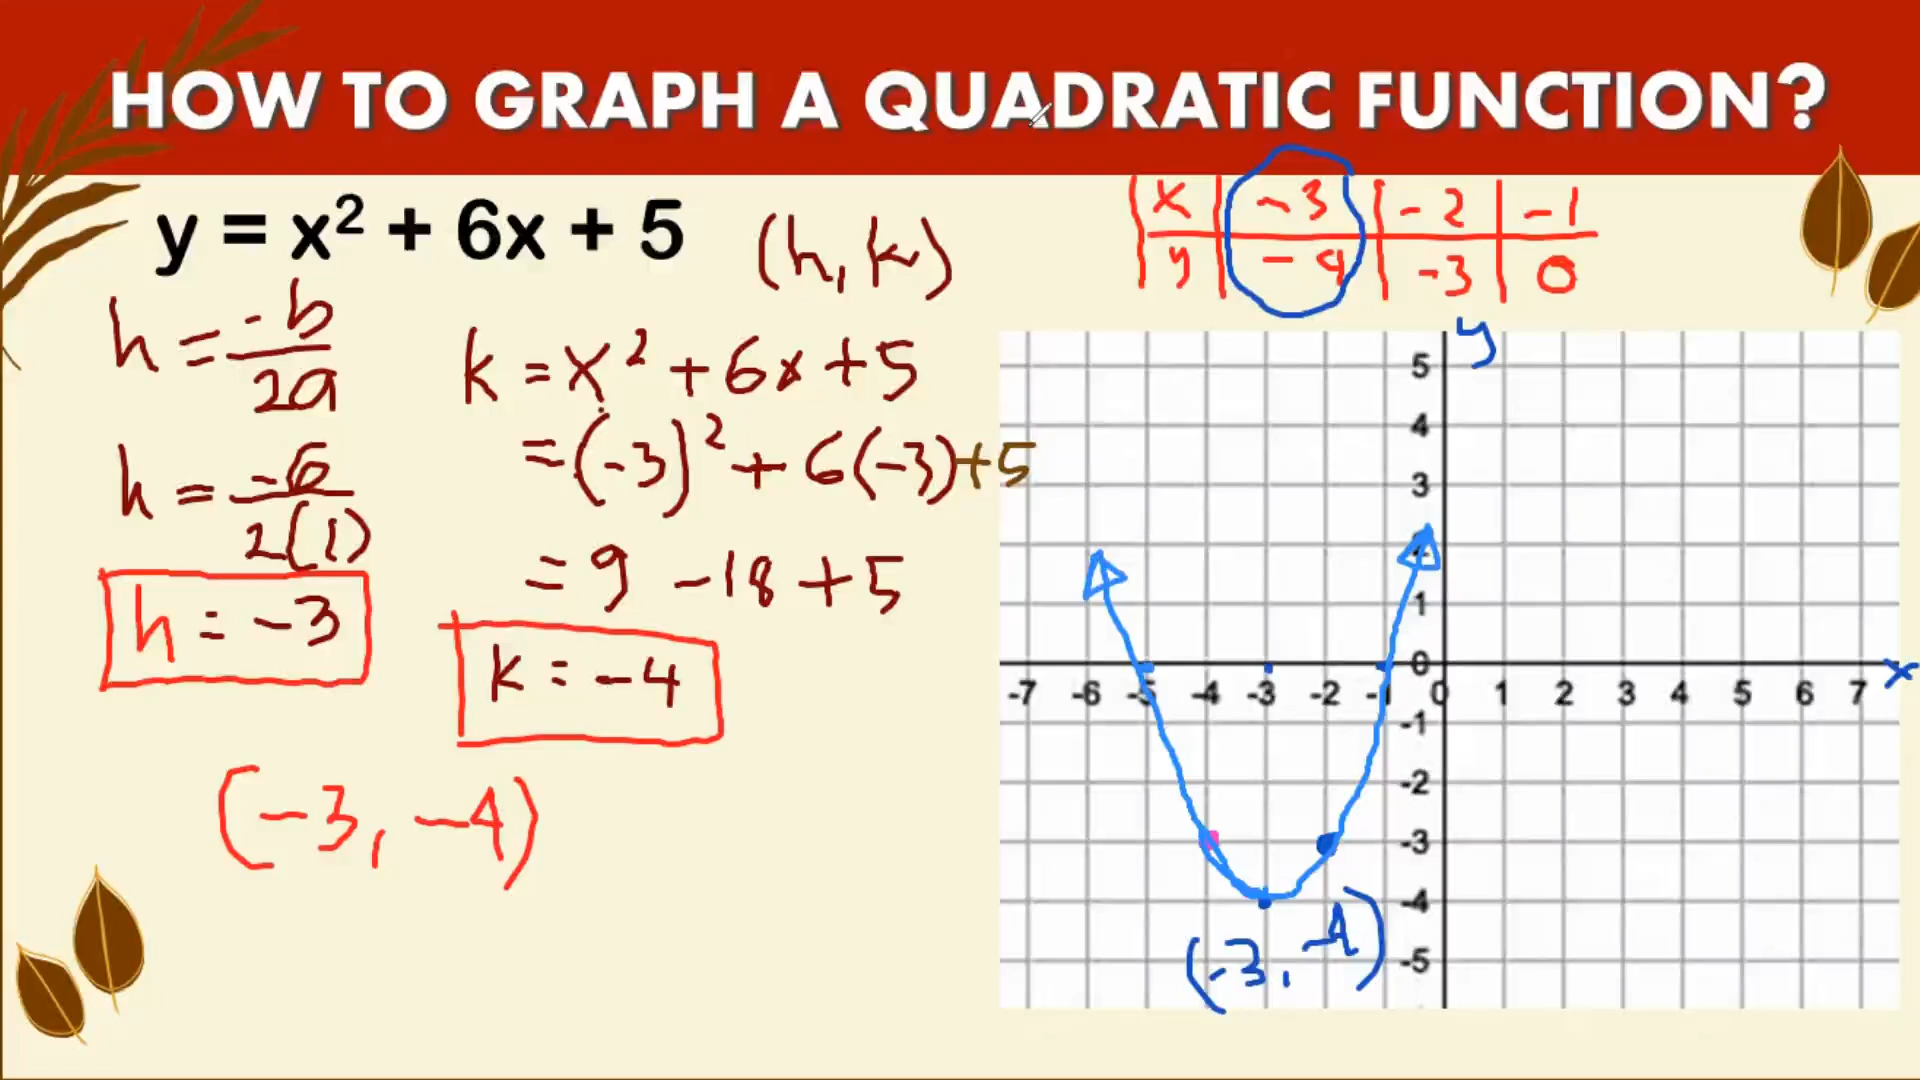 HOW TO GRAPH A QUADRATIC FUNCTION?
y = x² + 6x + 5
(h, k)
x | -3 | -2 | -1
y | -4 | -3 | 0
h = -b/2a
h = -6/2(1)
h = -3
k = x² + 6x + 5
= (-3)² + 6(-3) + 5
= 9 - 18 + 5
k = -4
(-3, -4)
y
5
4
3
1
0
x
-7 -6 -5 -4 -3 -2 -1 0 1 2 3 4 5 6 7
-1
-2
-3
-4
-5
(-3, -4)